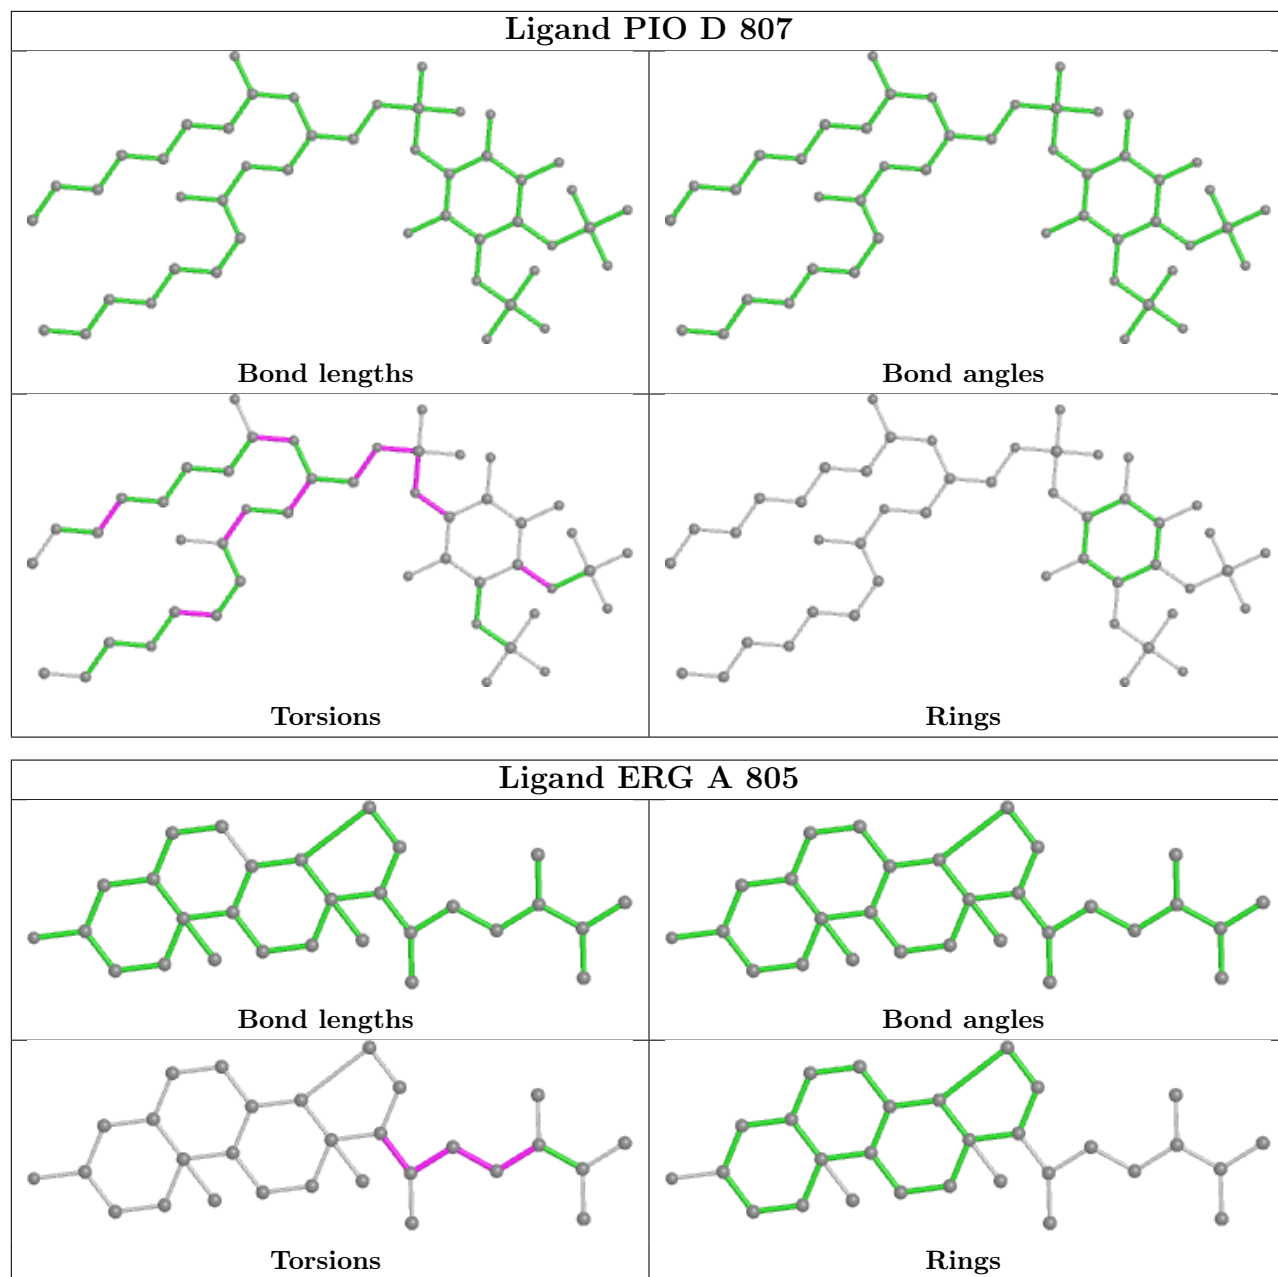 Ligand PIO D 807
Bond lengths
Bond angles
Torsions
Rings
Ligand ERG A 805
Bond lengths
Bond angles
Torsions
Rings